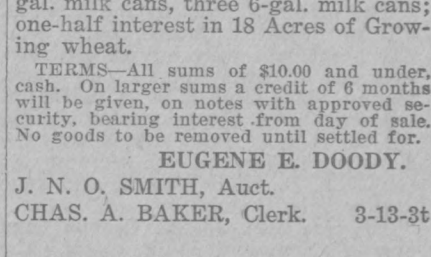 gal. milk cans, three 6-gal. milk cans;
one-half interest in 18 Acres of Grow-
ing wheat.
TERMS—All sums of $10.00 and under,
cash. On larger sums a credit of 6 months
will be given, on notes with approved se-
curity, bearing interest .from day of sale.
No goods to be removed until settled for.
EUGENE E. DOODY.
J. N. O. SMITH, Auct.
CHAS. A. BAKER, Clerk. 3-13-3t